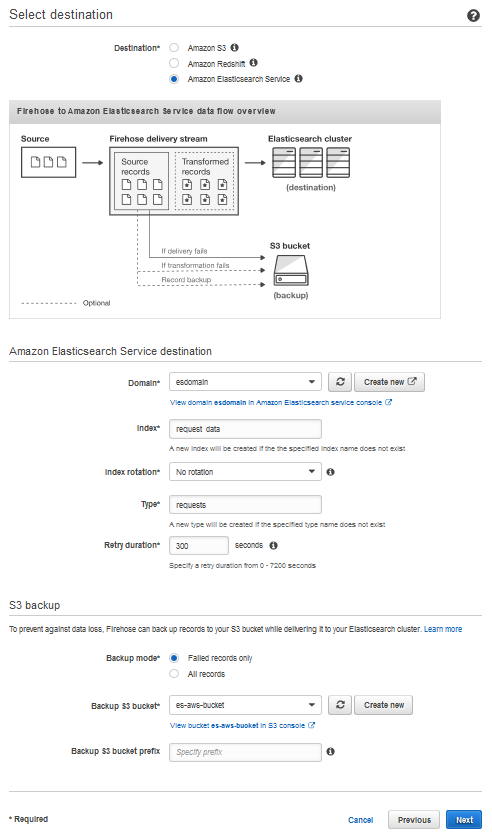 Select destination
Destination*
Amazon S3
Amazon Redshift
Amazon Elasticsearch Service
Firehose to Amazon Elasticsearch Service data flow overview
Source
Firehose delivery stream
Elasticsearch cluster
Source records
Transformed records
(destination)
If delivery fails
If transformation fails
Record backup
S3 bucket
(backup)
Optional
Amazon Elasticsearch Service destination
Domain* esdomain Create new
View domain esdomain in Amazon Elasticsearch service console
Index* request_data
A new index will be created if the the specified index name does not exist
Index rotation* No rotation
Type* requests
A new type will be created if the specified type name does not exist
Retry duration* 300 seconds
Specify a retry duration from 0 - 7200 seconds
S3 backup
To prevent against data loss, Firehose can back up records to your S3 bucket while delivering it to your Elasticsearch cluster. Learn more
Backup mode* Failed records only
All records
Backup S3 bucket* es-aws-bucket Create new
View bucket es-aws-bucket in S3 console
Backup S3 bucket prefix Specify prefix
* Required Cancel Previous Next